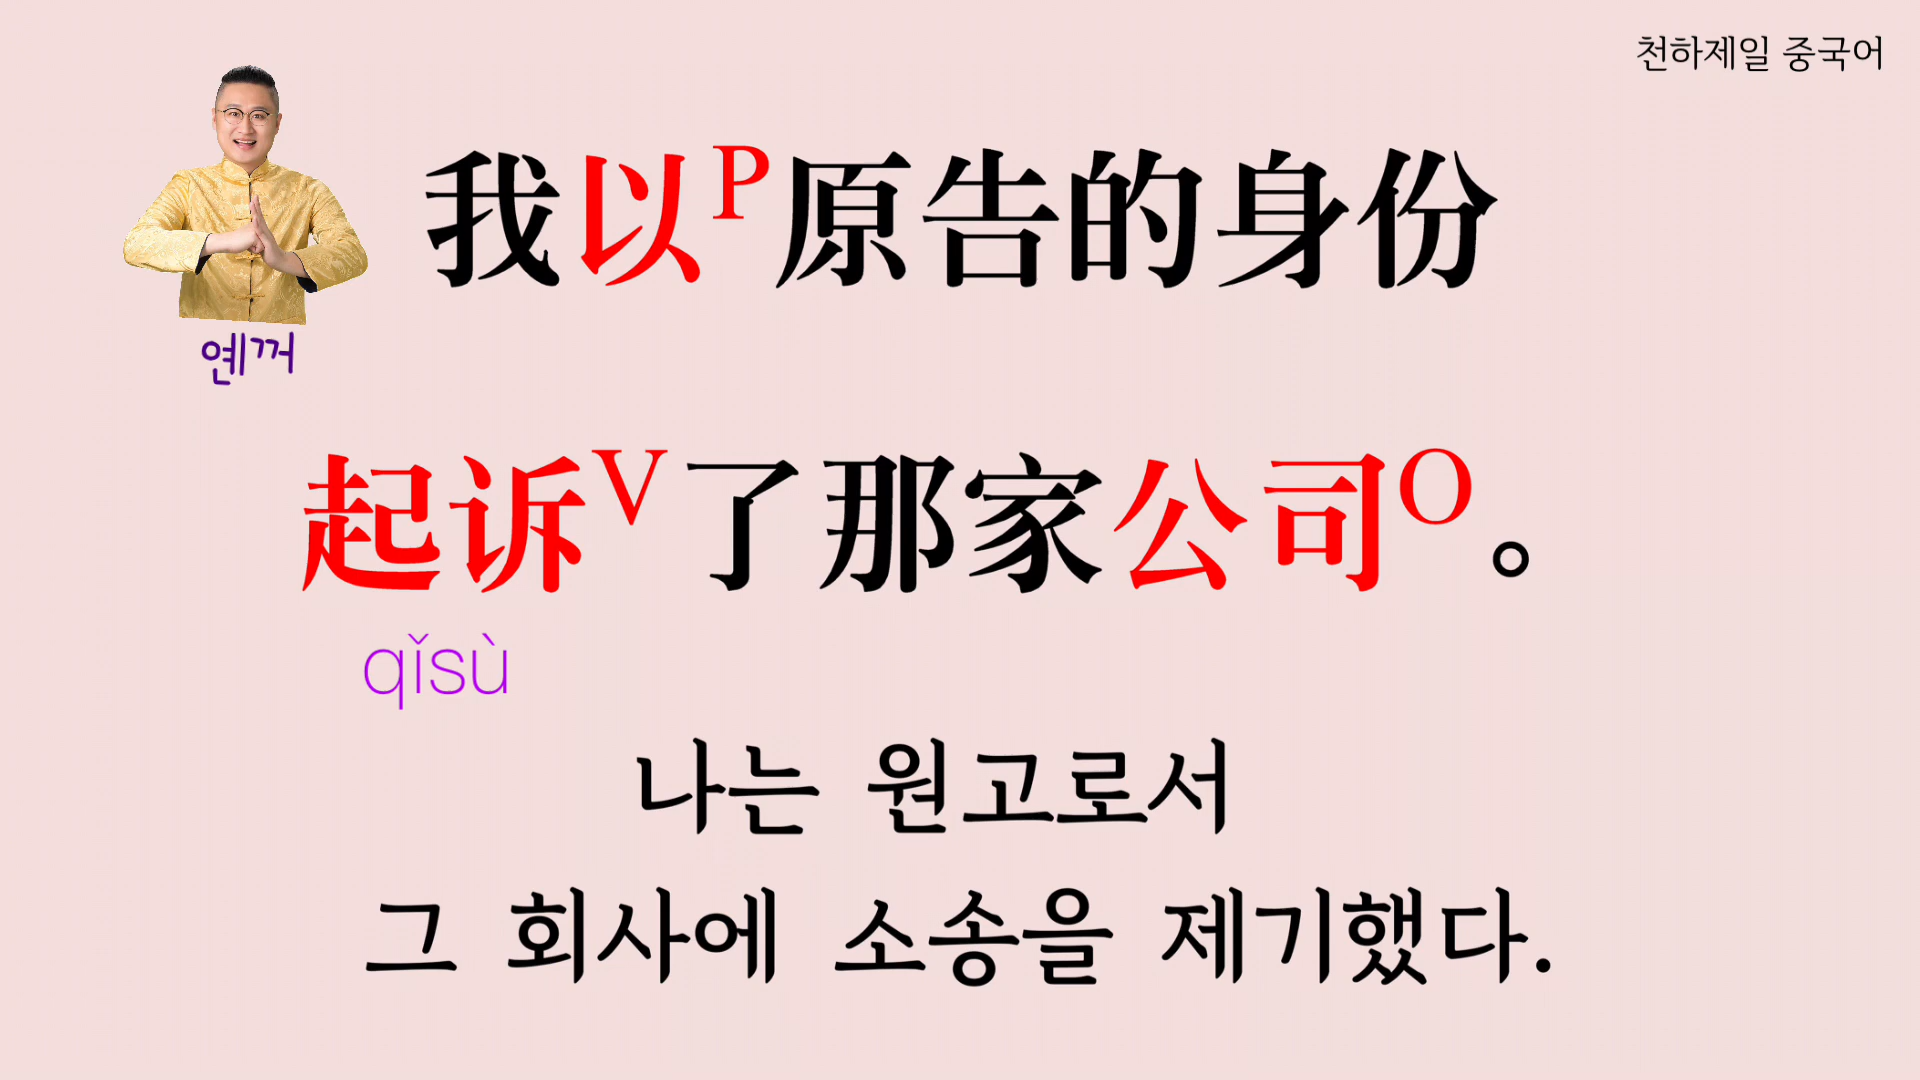 천하제일 중국어
我以P原告的身份
옌꺼
起诉V了那家公司O。
qǐsù
나는 원고로서
그 회사에 소송을 제기했다.